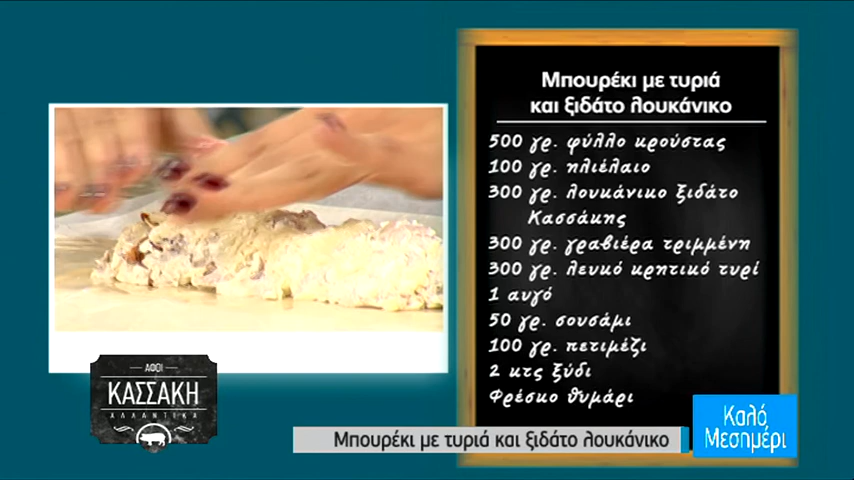 Μπουρέκι με τυριά
και ξιδάτο λουκάνικο
500 γρ. φύλλο κρούστας
100 γρ. ηλιέλαιο
300 γρ. λουκάνικο ξιδάτο
Κασσάκης
300 γρ. γραβιέρα τριμμένη
300 γρ. λευκό κρητικό τυρί
1 αυγό
50 γρ. σουσάμι
100 γρ. πετιμέζι
2 κτς ξύδι
Φρέσκο θυμάρι
ΑΦΟΙ
ΚΑΣΣΑΚΗ
ΑΛΛΑΝΤΙΚΑ
Μπουρέκι με τυριά και ξιδάτο λουκάνικο
Καλό
Μεσημέρι